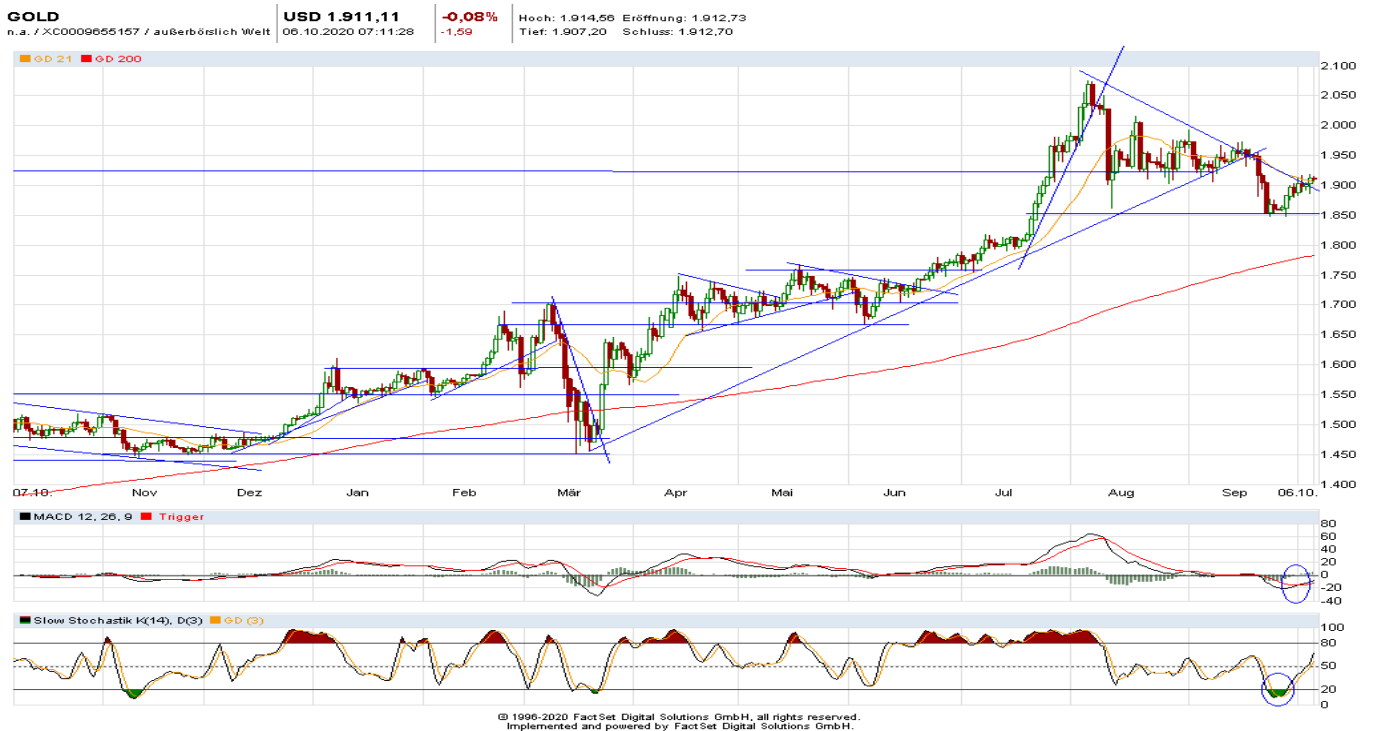 GOLD
n.a. / XC0009655157 / außerbörslich Welt
USD 1.911,11
06.10.2020 07:11:28
-0,08%
-1,59
Hoch: 1.914,56 Eröffnung: 1.912,73
Tief: 1.907,20 Schluss: 1.912,70
GD 21 GD 200
2.100
2.050
2.000
1.950
1.900
1.850
1.800
1.750
1.700
1.650
1.600
1.550
1.500
1.450
1.400
07.10. Nov Dez Jan Feb Mär Apr Mai Jun Jul Aug Sep 06.10.
MACD 12, 26, 9 Trigger
80
60
40
20
0
-20
-40
Slow Stochastik K(14), D(3) GD (3)
100
80
50
20
0
© 1996-2020 FactSet Digital Solutions GmbH, all rights reserved.
Implemented and powered by FactSet Digital Solutions GmbH.